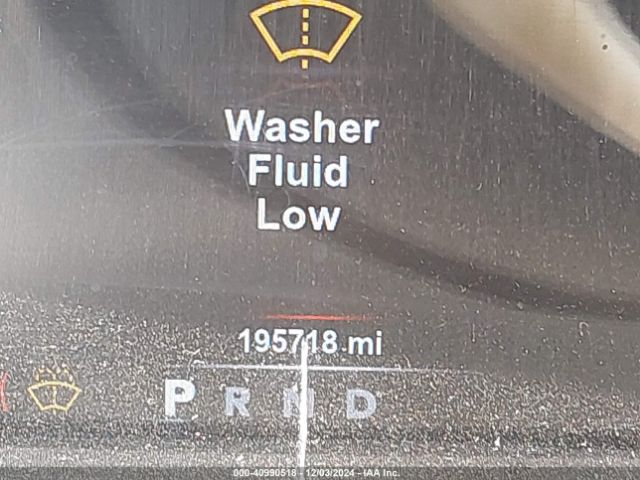 Washer
Fluid
Low
195718 mi
P R N D
000-40990518 - 12/03/2024 - IAA Inc.